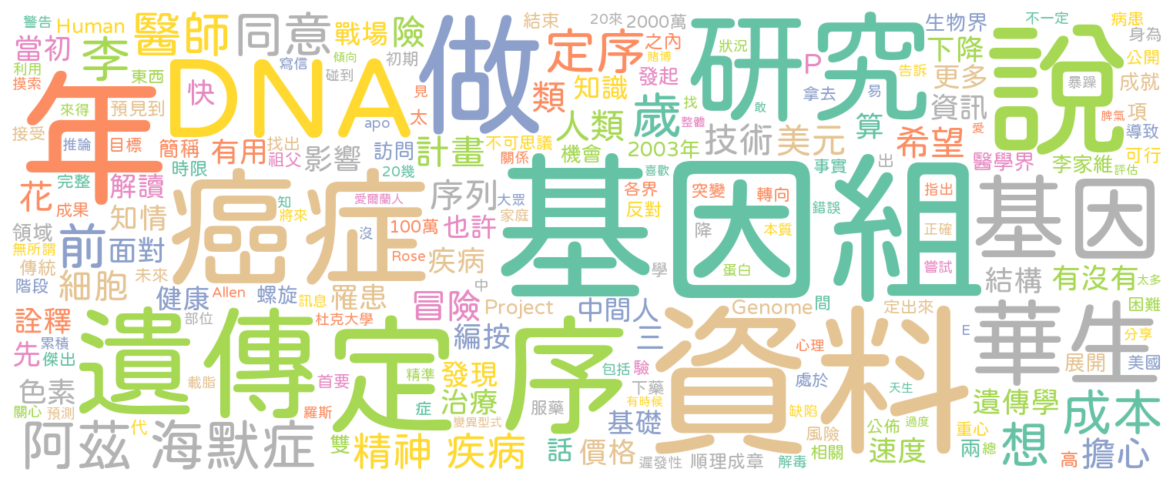 警告 Human 醫師 同意 戰場 險 結束 20來 2000萬 生物界 不一定 病患 身為
當初 李 傾向 寫信 碰到 初期 做 定序 狀況 賭博 之內 研究 下降 說 公開
利用 摸索 東西 年 DNA 快 類 知識 發起 告訴 P 更多 成就
來得 預見到 見 太 敢 找 拿去 易 資訊 暴躁 項
接受 推論 目標 簡稱 有用 祖父 找出 影響 apo 訪問 計畫 不可思議 人類 歲 整體 技術 美元 算 希望 愛 脾氣 導致
花 完整 時限 20幾 關係 機會 2003年 事實 出 醫學界 李家維 可行 評估
成果 解讀 癌症 愛爾蘭人 序列 大眾 基因組 喜歡 各界 突變 轉向 錯誤 指出 基因
領域 知情 知 將來 100萬 家庭 也許 反對 降 本質 正確
無所謂 前 面對 沒 Rose 疾病 學 蛋白 嘗試 結構 有沒有 太多
傳統 階段 細胞 未來 健康 Allen 螺旋 訊息 罹患 中 冒險 Project 中間人 Genome 間 定出來 困難
詮釋 部位 杜克大學 編按 三 資料 E 華生 分享
先 累積 傑出 遺傳 定序 心理 處於 展開 美國
色素 載脂 首要 精準 發現 包括 驗 天生
關心 預測 代 羅斯 症 治療 服藥 下藥 有時候 基礎 缺陷 公佈 過度 遺傳學 成本
阿茲海默症 雙 變異型式 精神疾病 話 價格 風險 相關 速度 重心 兩 總 想 高 擔心
遲發性 順理成章 解毒